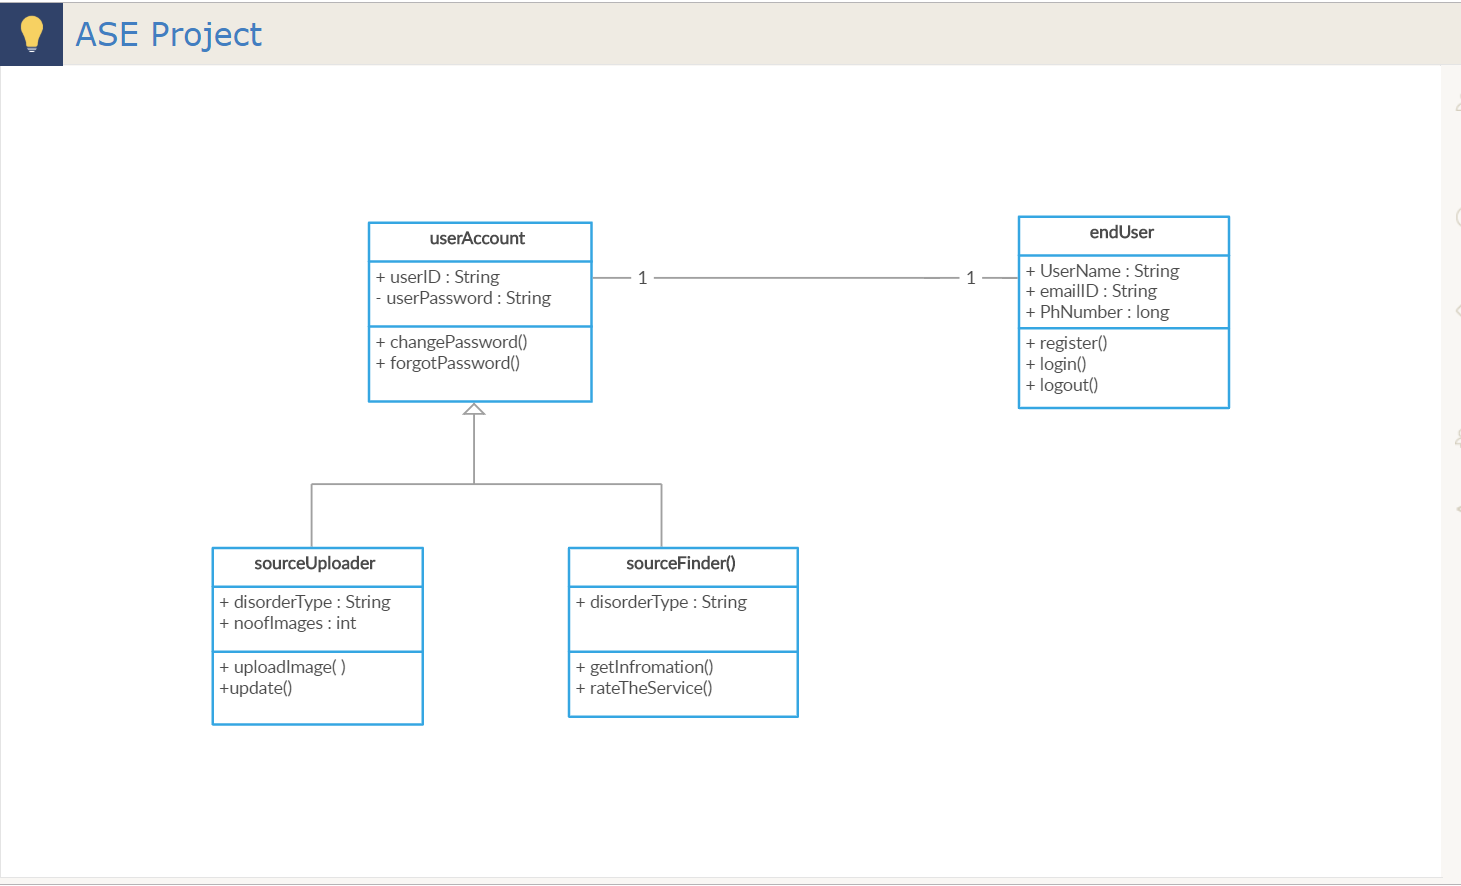 ASE Project
userAccount
+ userID : String
- userPassword : String
+ changePassword()
+ forgotPassword()
1
1
endUser
+ UserName : String
+ emailID : String
+ PhNumber : long
+ register()
+ login()
+ logout()
sourceUploader
+ disorderType : String
+ noofImages : int
+ uploadImage( )
+update()
sourceFinder()
+ disorderType : String
+ getInfromation()
+ rateTheService()